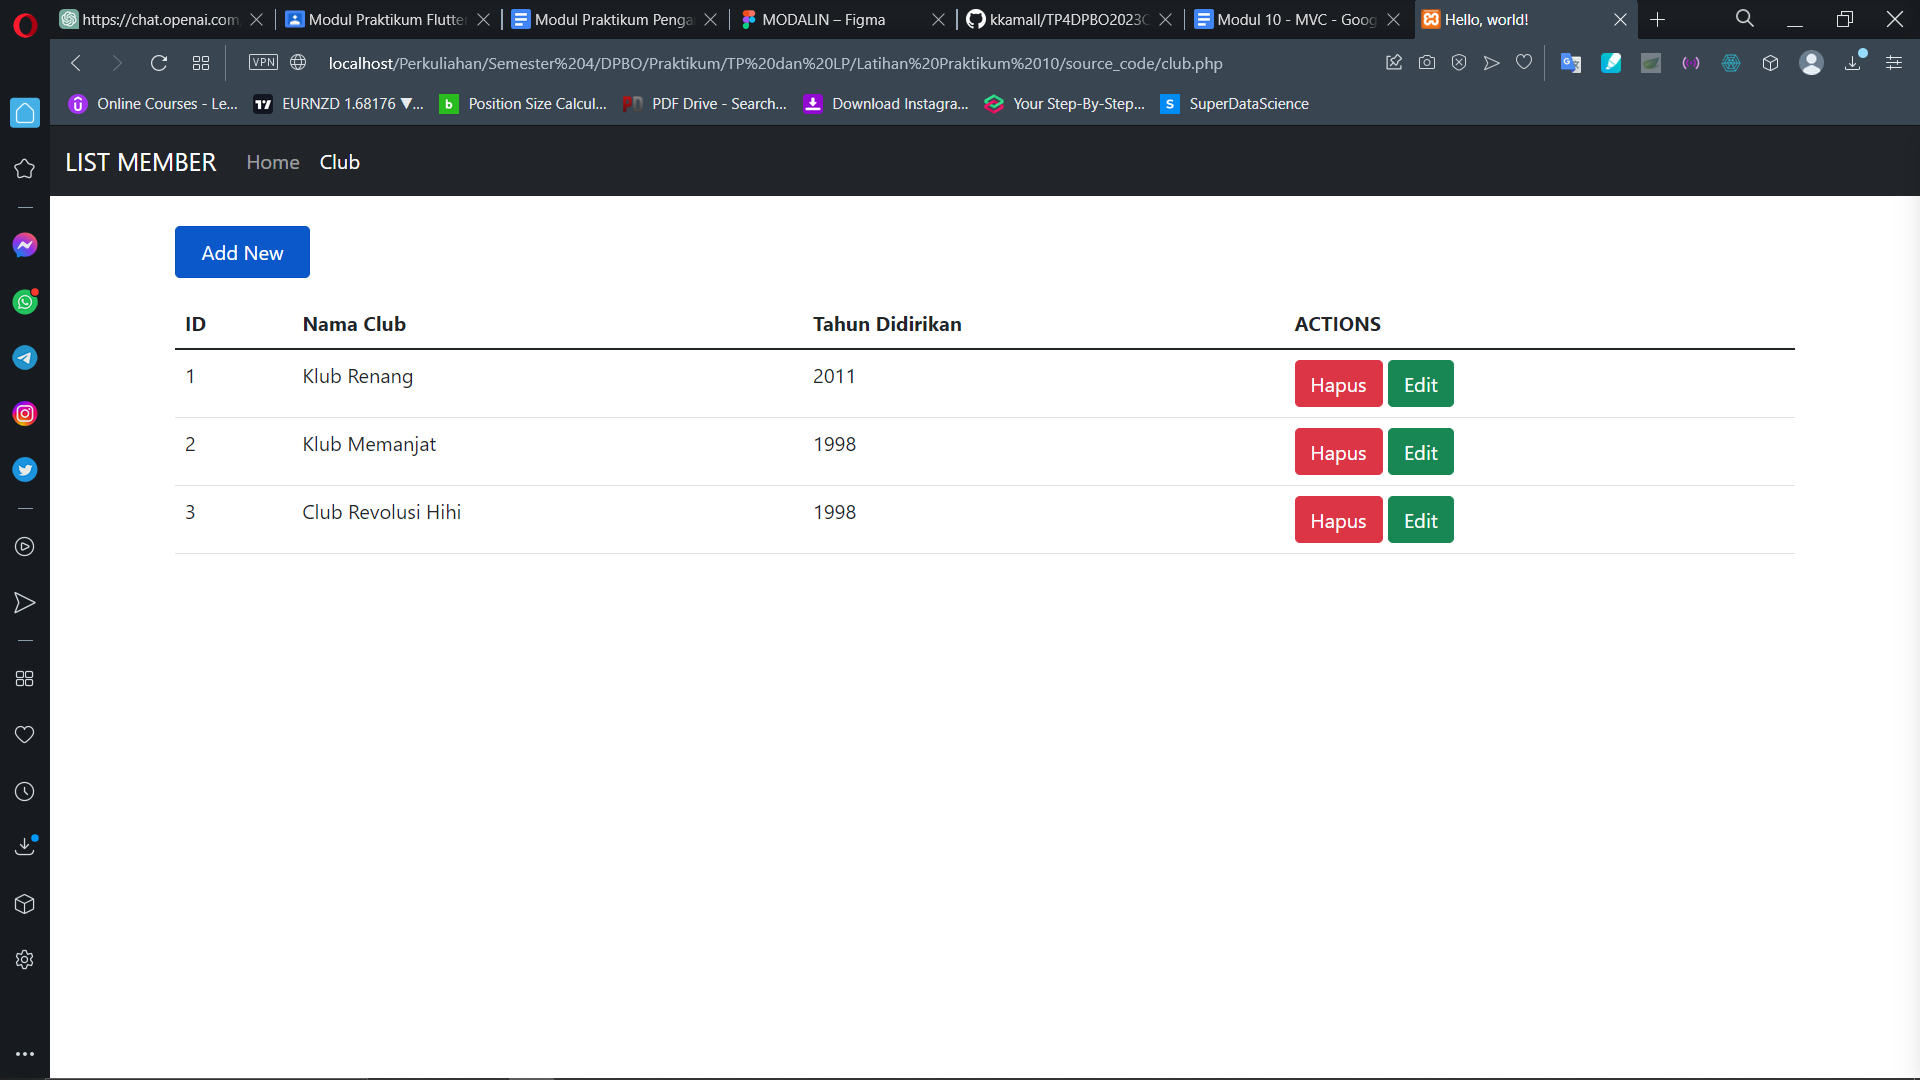 https://chat.openai.com
Modul Praktikum Flutter
Modul Praktikum Penga
MODALIN – Figma
kkamall/TP4DPBO2023C
Modul 10 - MVC - Goog
Hello, world!
VPN
localhost/Perkuliahan/Semester%204/DPBO/Praktikum/TP%20dan%20LP/Latihan%20Praktikum%2010/source_code/club.php
Online Courses - Le...
EURNZD 1.68176 ▼...
Position Size Calcul...
PDF Drive - Search...
Download Instagra...
Your Step-By-Step...
SuperDataScience
LIST MEMBER Home Club
Add New
ID Nama Club Tahun Didirikan ACTIONS
1 Klub Renang 2011 Hapus Edit
2 Klub Memanjat 1998 Hapus Edit
3 Club Revolusi Hihi 1998 Hapus Edit